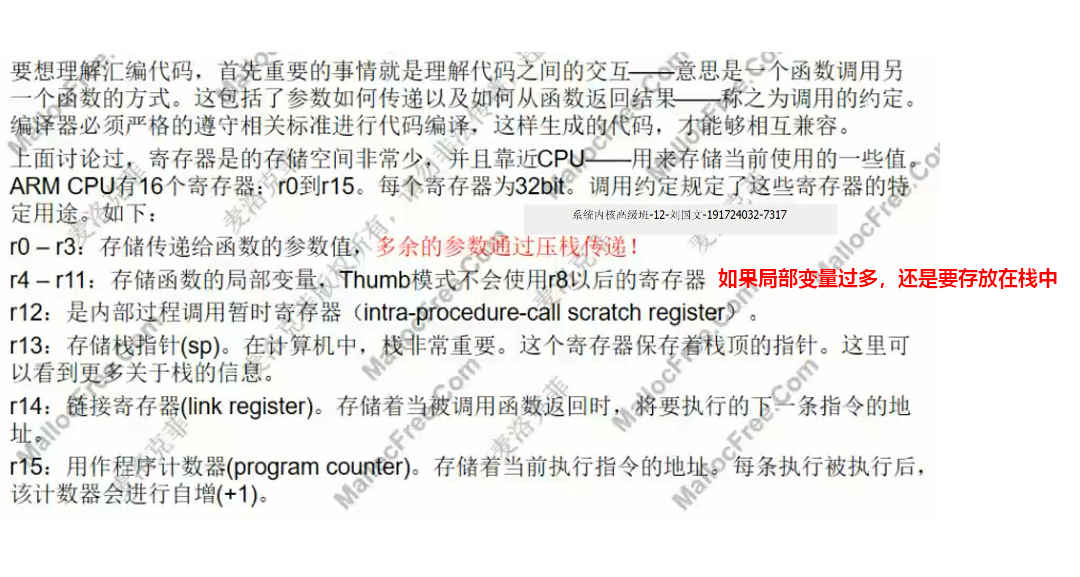 要想理解汇编代码，首先重要的事情就是理解代码之间的交互——意思是一个函数调用另
一个函数的方式。这包括了参数如何传递以及如何从函数返回结果——称之为调用的约定。
编译器必须严格的遵守相关标准进行代码编译，这样生成的代码，才能够相互兼容。
上面讨论过，寄存器是的存储空间非常少，并且靠近CPU——用来存储当前使用的一些值。
ARM CPU有16个寄存器：r0到r15。每个寄存器为32bit。调用约定规定了这些寄存器的特
定用途。如下：
系统内核高级班-12-刘国文-191724032-7317
r0 – r3：存储传递给函数的参数值，多余的参数通过压栈传递！
r4 – r11：存储函数的局部变量，Thumb模式不会使用r8以后的寄存器 如果局部变量过多，还是要存放在栈中
r12：是内部过程调用暂时寄存器（intra-procedure-call scratch register）。
r13：存储栈指针(sp)。在计算机中，栈非常重要。这个寄存器保存着栈顶的指针。这里可
以看到更多关于栈的信息。
r14：链接寄存器(link register)。存储着当被调用函数返回时，将要执行的下一条指令的地
址。
r15：用作程序计数器(program counter)。存储着当前执行指令的地址。每条执行被执行后，
该计数器会进行自增(+1)。
MallocFree.Com
麦洛克菲